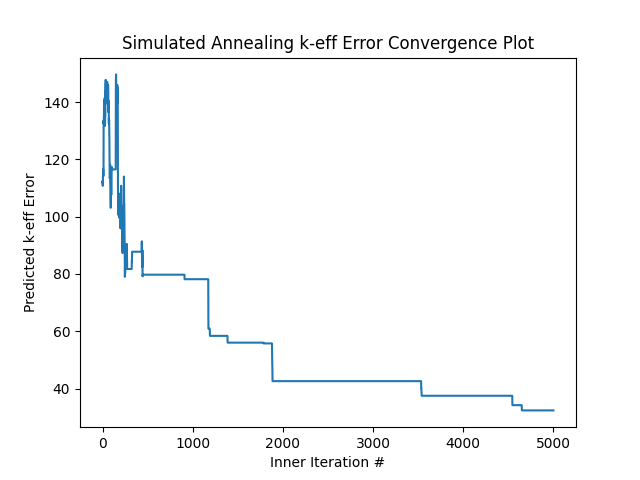 Simulated Annealing k-eff Error Convergence Plot
140
120
100
80
60
40
Predicted k-eff Error
0 1000 2000 3000 4000 5000
Inner Iteration #